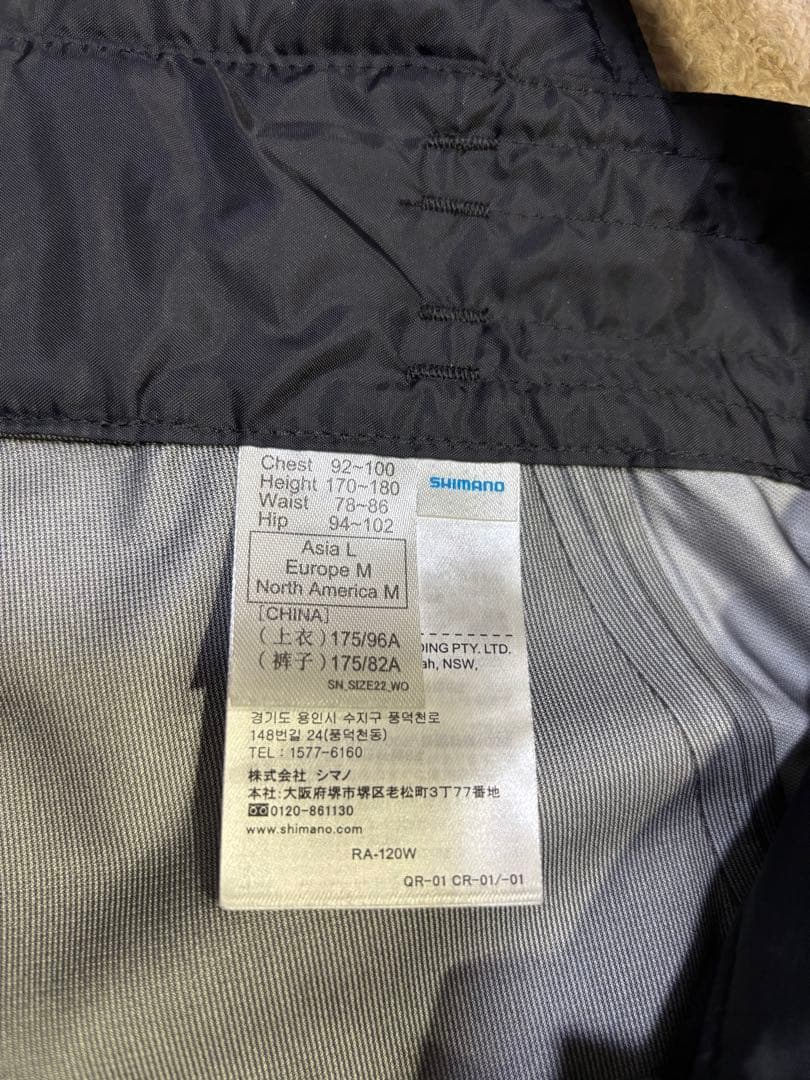 Chest 92~100
Height 170~180
Waist 78~86
Hip 94~102
Asia L
Europe M
North America M
[CHINA]
(上衣)175/96A
(裤子)175/82A
SN_SIZE22_WO
SHIMANO
DING PTY. LTD.
ah, NSW,
경기도 용인시 수지구 풍덕천로
148번길 24(풍덕천동)
TEL : 1577-6160
株式会社 シマノ
本社:大阪府堺市堺区老松町3丁77番地
0120-861130
www.shimano.com
RA-120W
QR-01 CR-01/-01